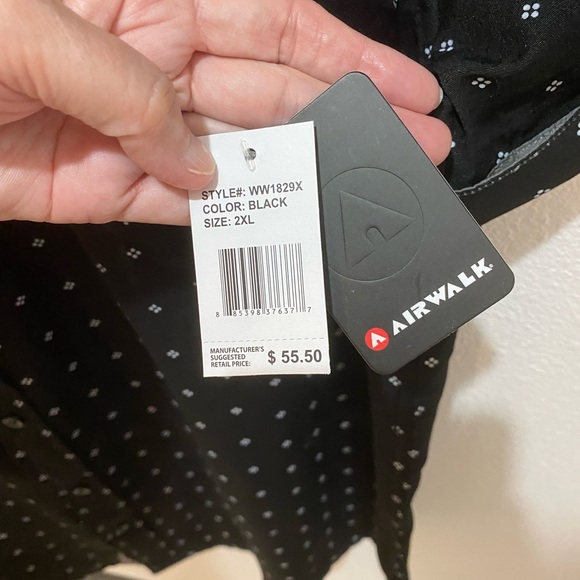 STYLE#: WW1829X
COLOR: BLACK
SIZE: 2XL
8 85398 37637 7
MANUFACTURER'S
SUGGESTED
RETAIL PRICE:
$ 55.50
AIRWALK